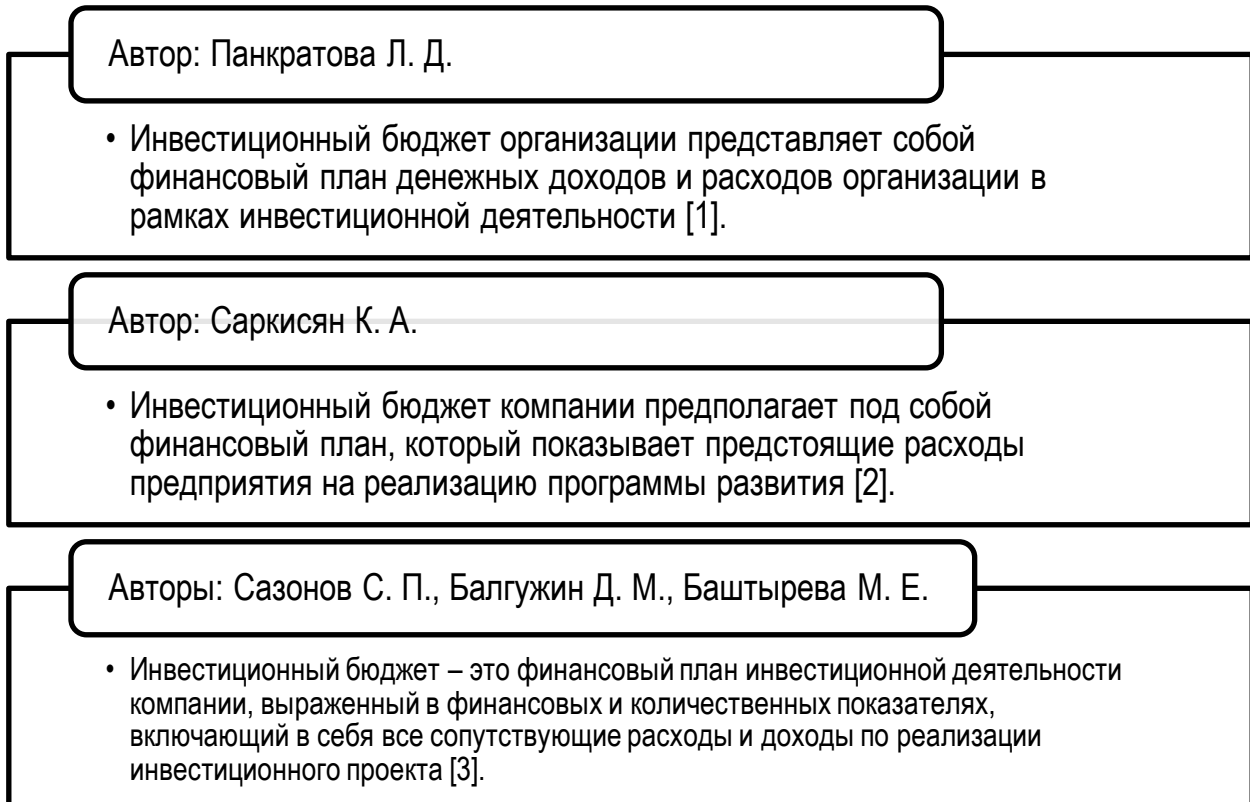 Автор: Панкратова Л. Д.
• Инвестиционный бюджет организации представляет собой
финансовый план денежных доходов и расходов организации в
рамках инвестиционной деятельности [1].
Автор: Саркисян К. А.
• Инвестиционный бюджет компании предполагает под собой
финансовый план, который показывает предстоящие расходы
предприятия на реализацию программы развития [2].
Авторы: Сазонов С. П., Балгужин Д. М., Баштырева М. Е.
• Инвестиционный бюджет – это финансовый план инвестиционной деятельности
компании, выраженный в финансовых и количественных показателях,
включающий в себя все сопутствующие расходы и доходы по реализации
инвестиционного проекта [3].